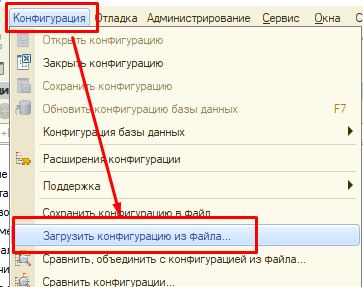 Конфигурация Отладка Администрирование Сервис Окна
Открыть конфигурацию
Закрыть конфигурацию
Сохранить конфигурацию
Обновить конфигурацию базы данных F7
Конфигурация базы данных
Расширения конфигурации
Поддержка
Сохранить конфигурацию в файл...
Загрузить конфигурацию из файла...
Сравнить, объединить с конфигурацией из файла...
Сравнить конфигурации...